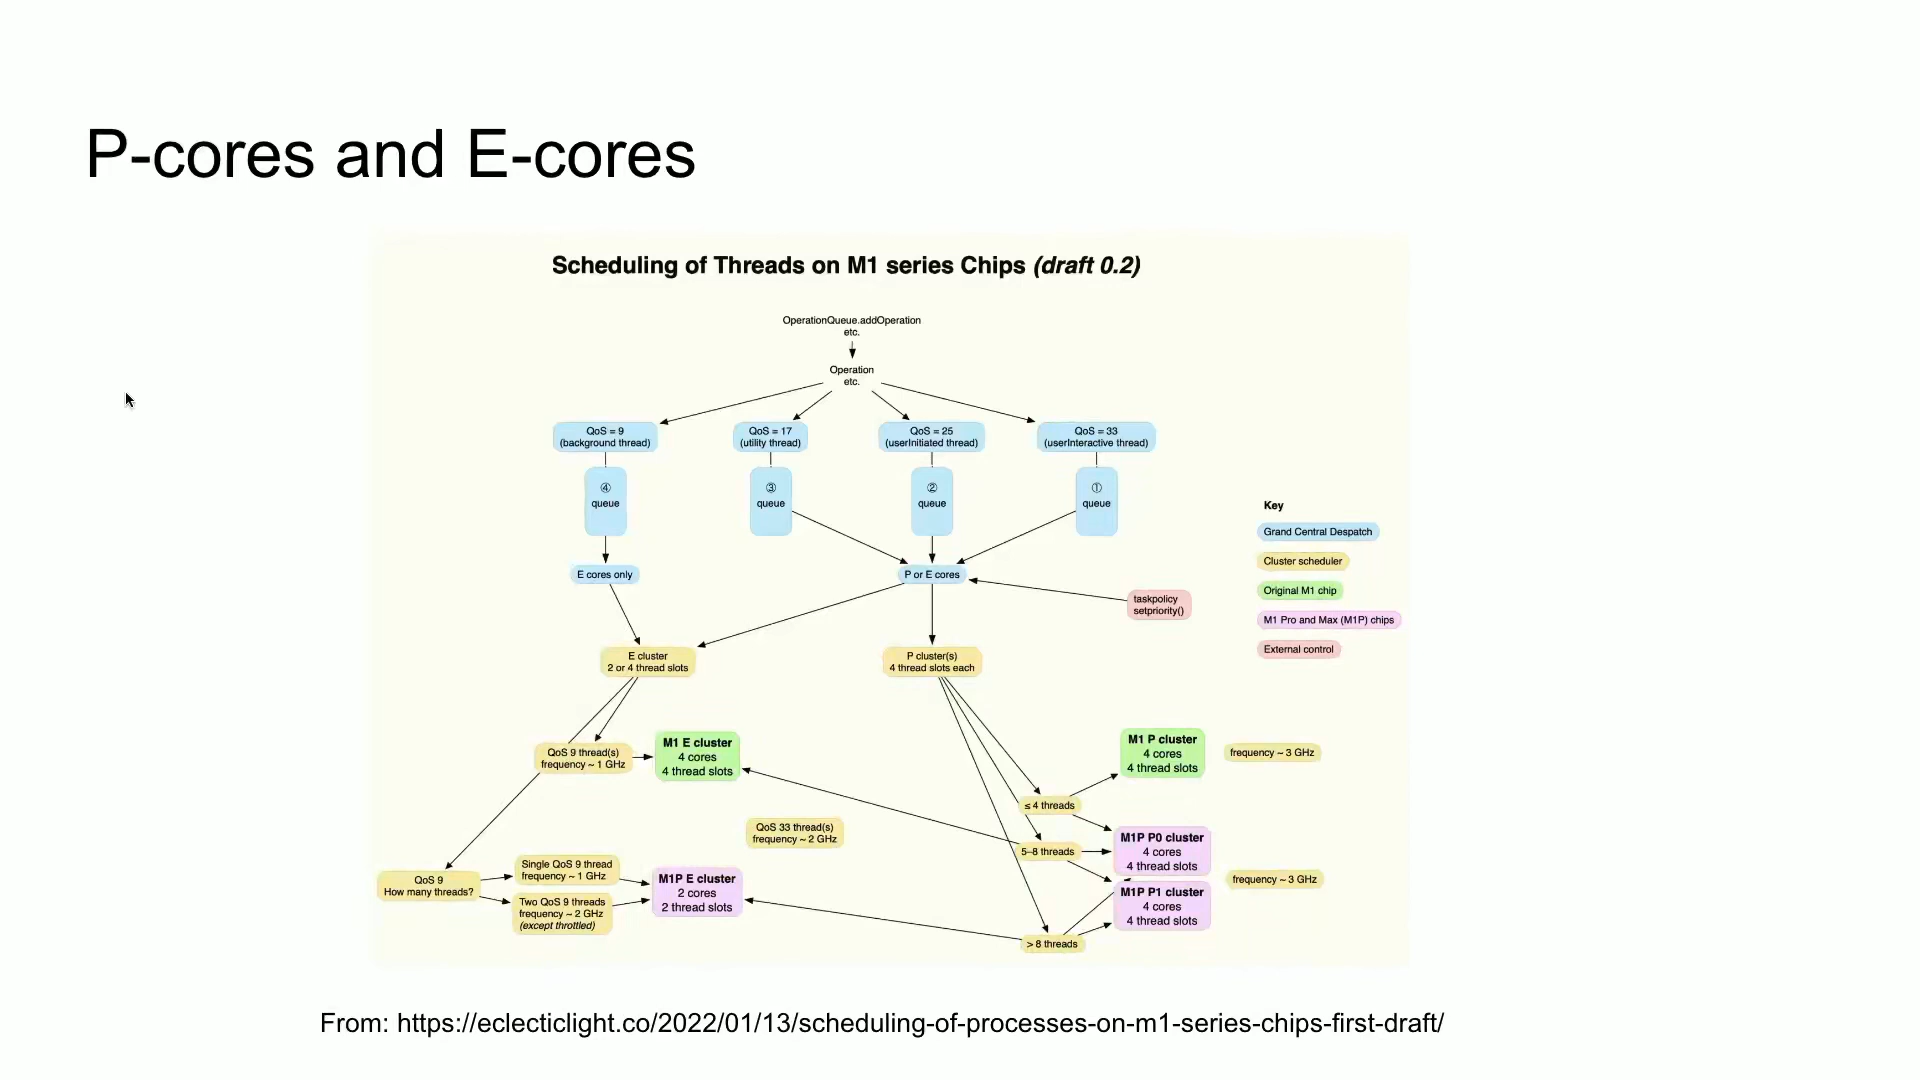 P-cores and E-cores
Scheduling of Threads on M1 series Chips (draft 0.2)
OperationQueue.addOperation
etc.
Operation
etc.
QoS = 9
(background thread)
QoS = 17
(utility thread)
QoS = 25
(userInitiated thread)
QoS = 33
(userInteractive thread)
④
queue
③
queue
②
queue
①
queue
Key
Grand Central Despatch
Cluster scheduler
Original M1 chip
M1 Pro and Max (M1P) chips
External control
E cores only
P or E cores
taskpolicy
setpriority()
E cluster
2 or 4 thread slots
P cluster(s)
4 thread slots each
QoS 9 thread(s)
frequency ~ 1 GHz
M1 E cluster
4 cores
4 thread slots
M1 P cluster
4 cores
4 thread slots
frequency ~ 3 GHz
≤ 4 threads
QoS 33 thread(s)
frequency ~ 2 GHz
5–8 threads
M1P P0 cluster
4 cores
4 thread slots
QoS 9
How many threads?
Single QoS 9 thread
frequency ~ 1 GHz
Two QoS 9 threads
frequency ~ 2 GHz
(except throttled)
M1P E cluster
2 cores
2 thread slots
M1P P1 cluster
4 cores
4 thread slots
frequency ~ 3 GHz
> 8 threads
From: https://eclecticlight.co/2022/01/13/scheduling-of-processes-on-m1-series-chips-first-draft/